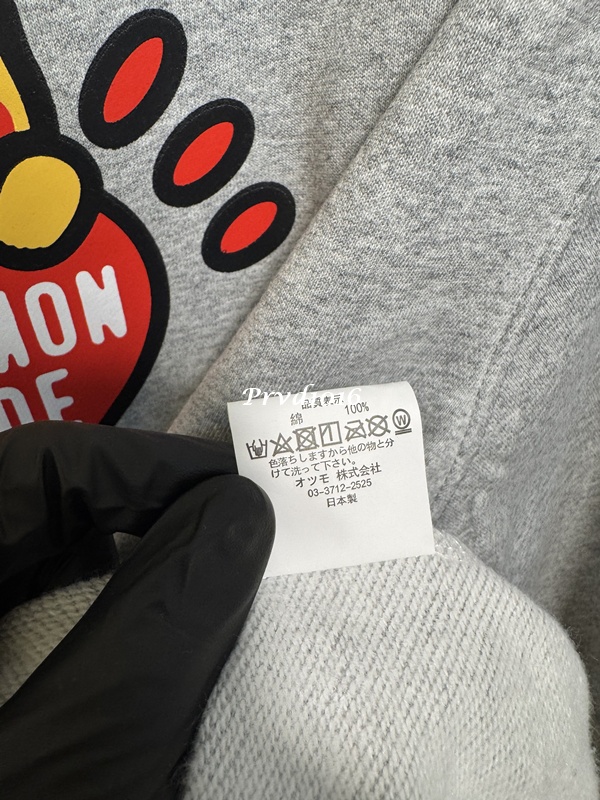 品質表示
綿 100%
W
色落ちしますから他の物と分
けて洗って下さい。
オツモ 株式会社
03-3712-2525
日本製